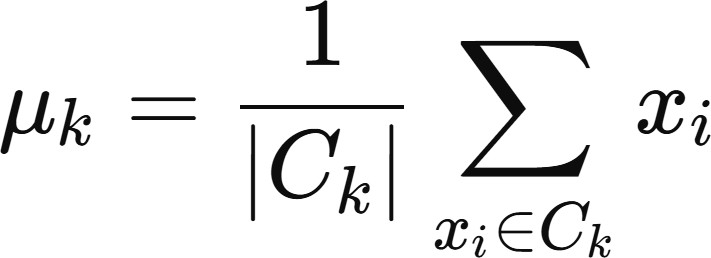 μ_k = \frac{1}{|C_k|} \sum_{x_i \in C_k} x_i